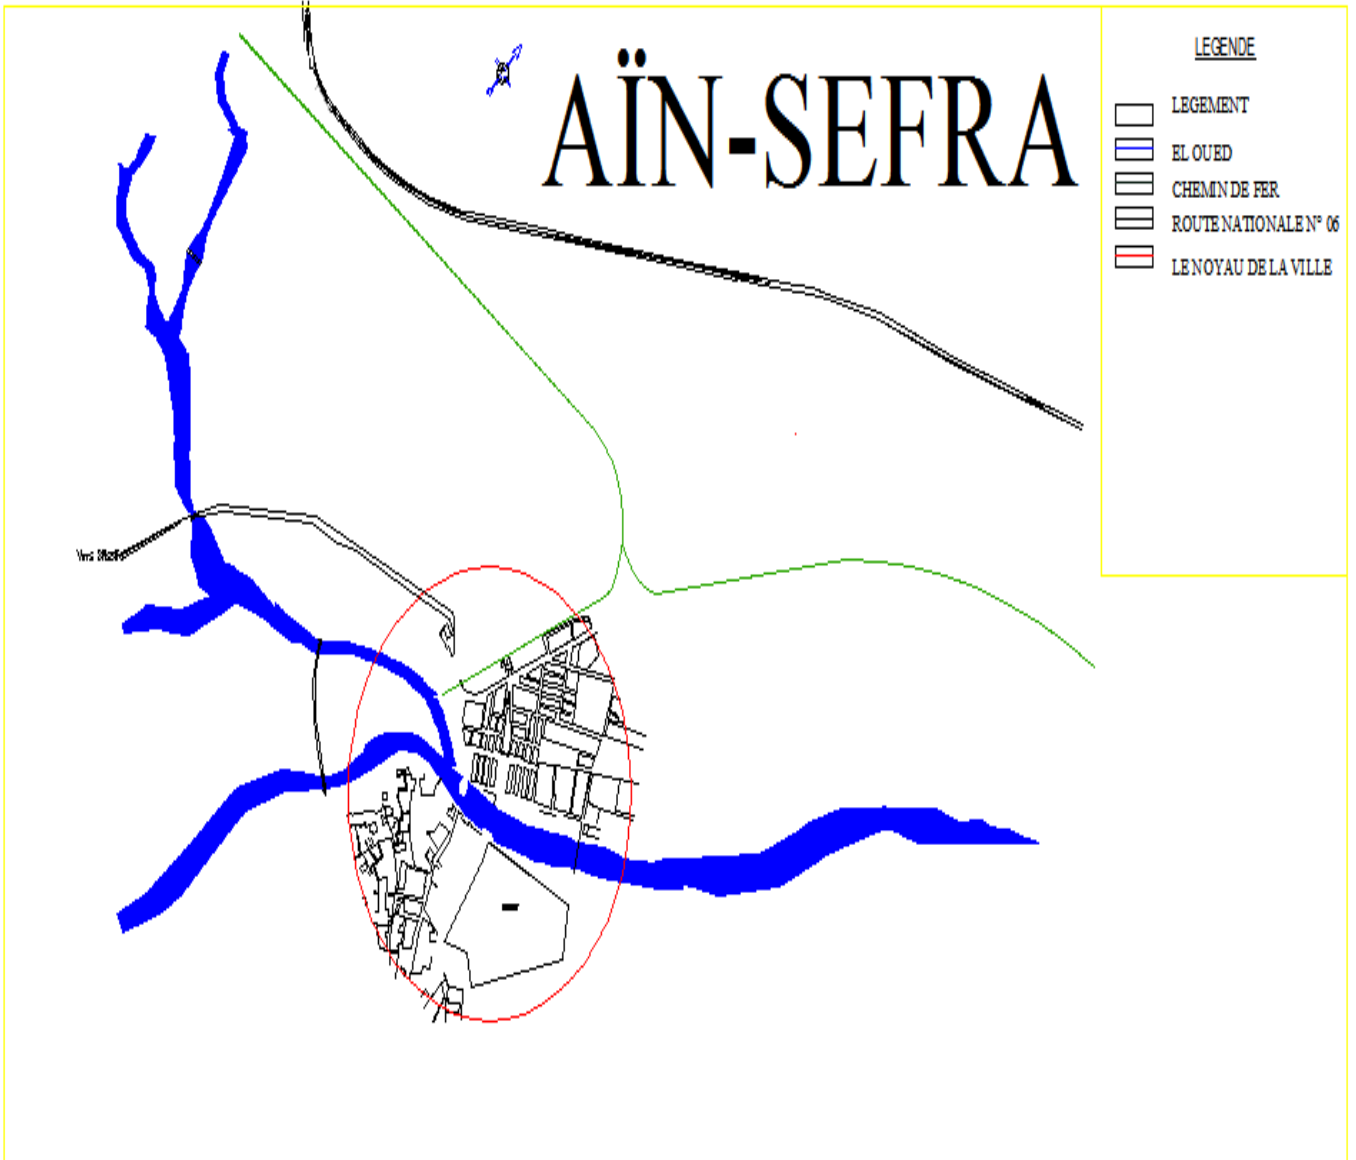 AÏN-SEFRA
LEGENDE
LEGEMENT
EL OUED
CHEMIN DE FER
ROUTE NATIONALE N° 06
LE NOYAU DE LA VILLE